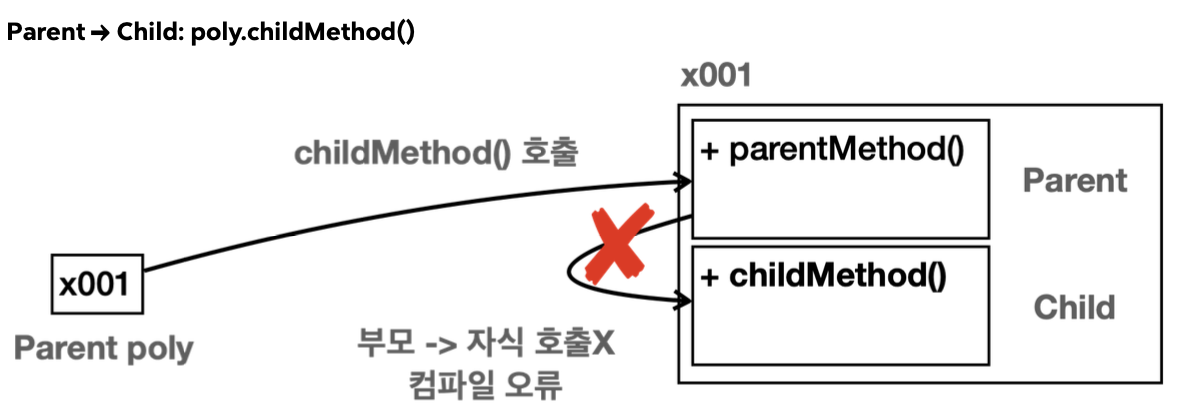 Parent → Child: poly.childMethod()
x001
childMethod() 호출
+ parentMethod()
Parent
x001
+ childMethod()
Child
Parent poly
부모 -> 자식 호출X
컴파일 오류